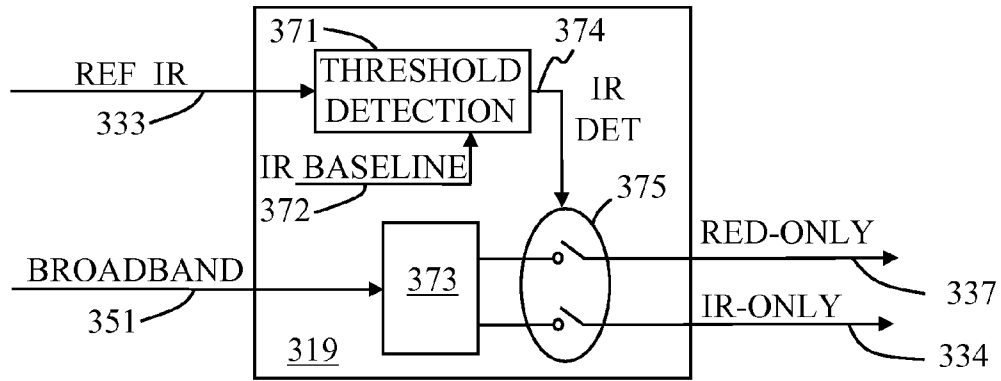 371
374
REF IR
THRESHOLD
DETECTION
333
IR
DET
IR BASELINE
372
375
RED-ONLY
BROADBAND
373
337
351
IR-ONLY
319
334